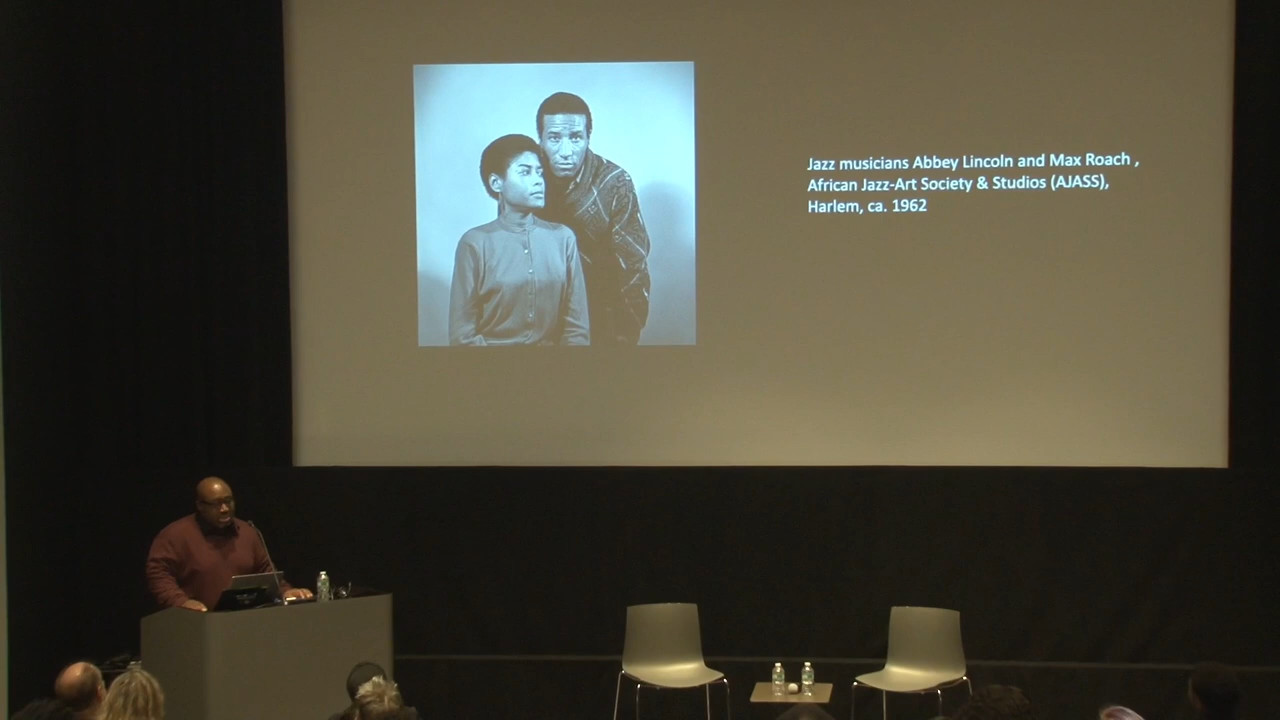 Jazz musicians Abbey Lincoln and Max Roach ,
African Jazz-Art Society & Studios (AJASS),
Harlem, ca. 1962